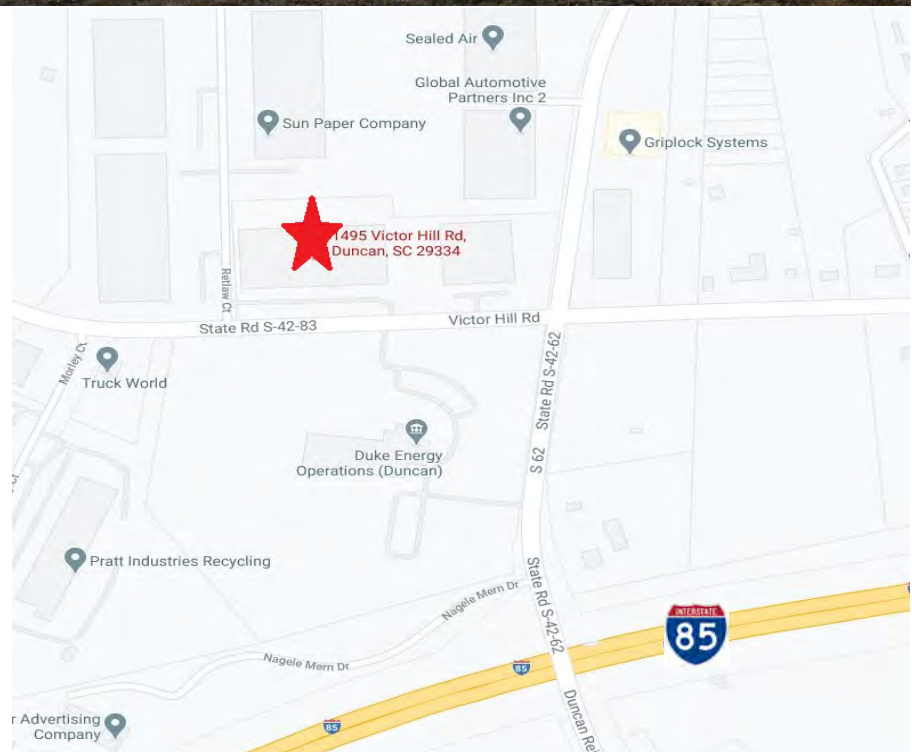 Sealed Air
Global Automotive
Partners Inc 2
Sun Paper Company
Griplock Systems
1495 Victor Hill Rd,
Duncan, SC 29334
Retlaw Ct
State Rd S-42-83
Victor Hill Rd
Morley Ct
Truck World
State Rd S-42-62
S 62
Duke Energy
Operations (Duncan)
Pratt Industries Recycling
State Rd S-42-62
Nagele Mern Dr
INTERSTATE
85
Nagele Mern Dr
85
85
Advertising
Company
Duncan